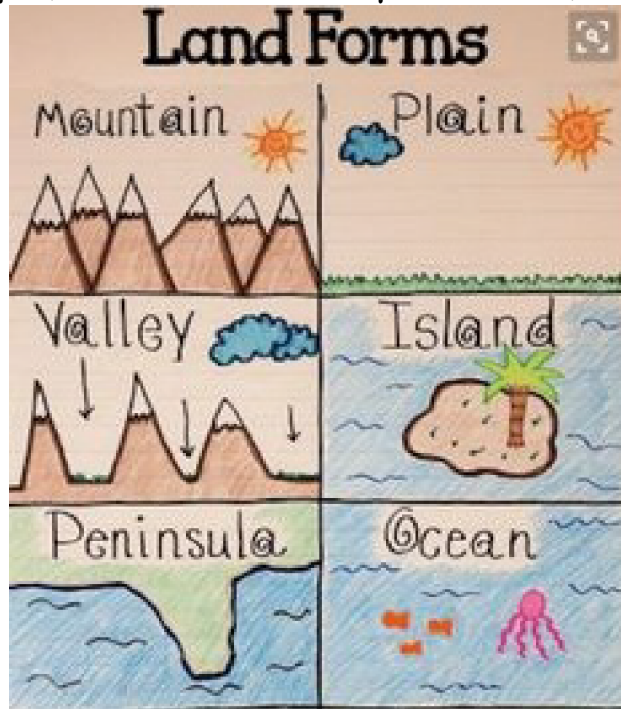 Land Forms
Mountain
Plain
Valley
Island
Peninsula
Ocean